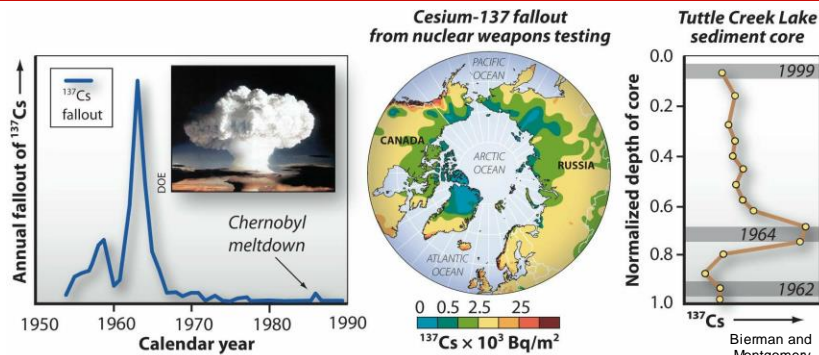 Annual fallout of ¹³⁷Cs
¹³⁷Cs
fallout
DOE
Chernobyl
meltdown
1950 1960 1970 1980 1990
Calendar year
Cesium-137 fallout
from nuclear weapons testing
PACIFIC
OCEAN
CANADA
ARCTIC
OCEAN
RUSSIA
ATLANTIC
OCEAN
0 0.5 2.5 25
¹³⁷Cs × 10³ Bq/m²
Tuttle Creek Lake
sediment core
Normalized depth of core
0.0
0.2
0.4
0.6
0.8
1.0
1999
1964
1962
¹³⁷Cs
Bierman and
Montgomery